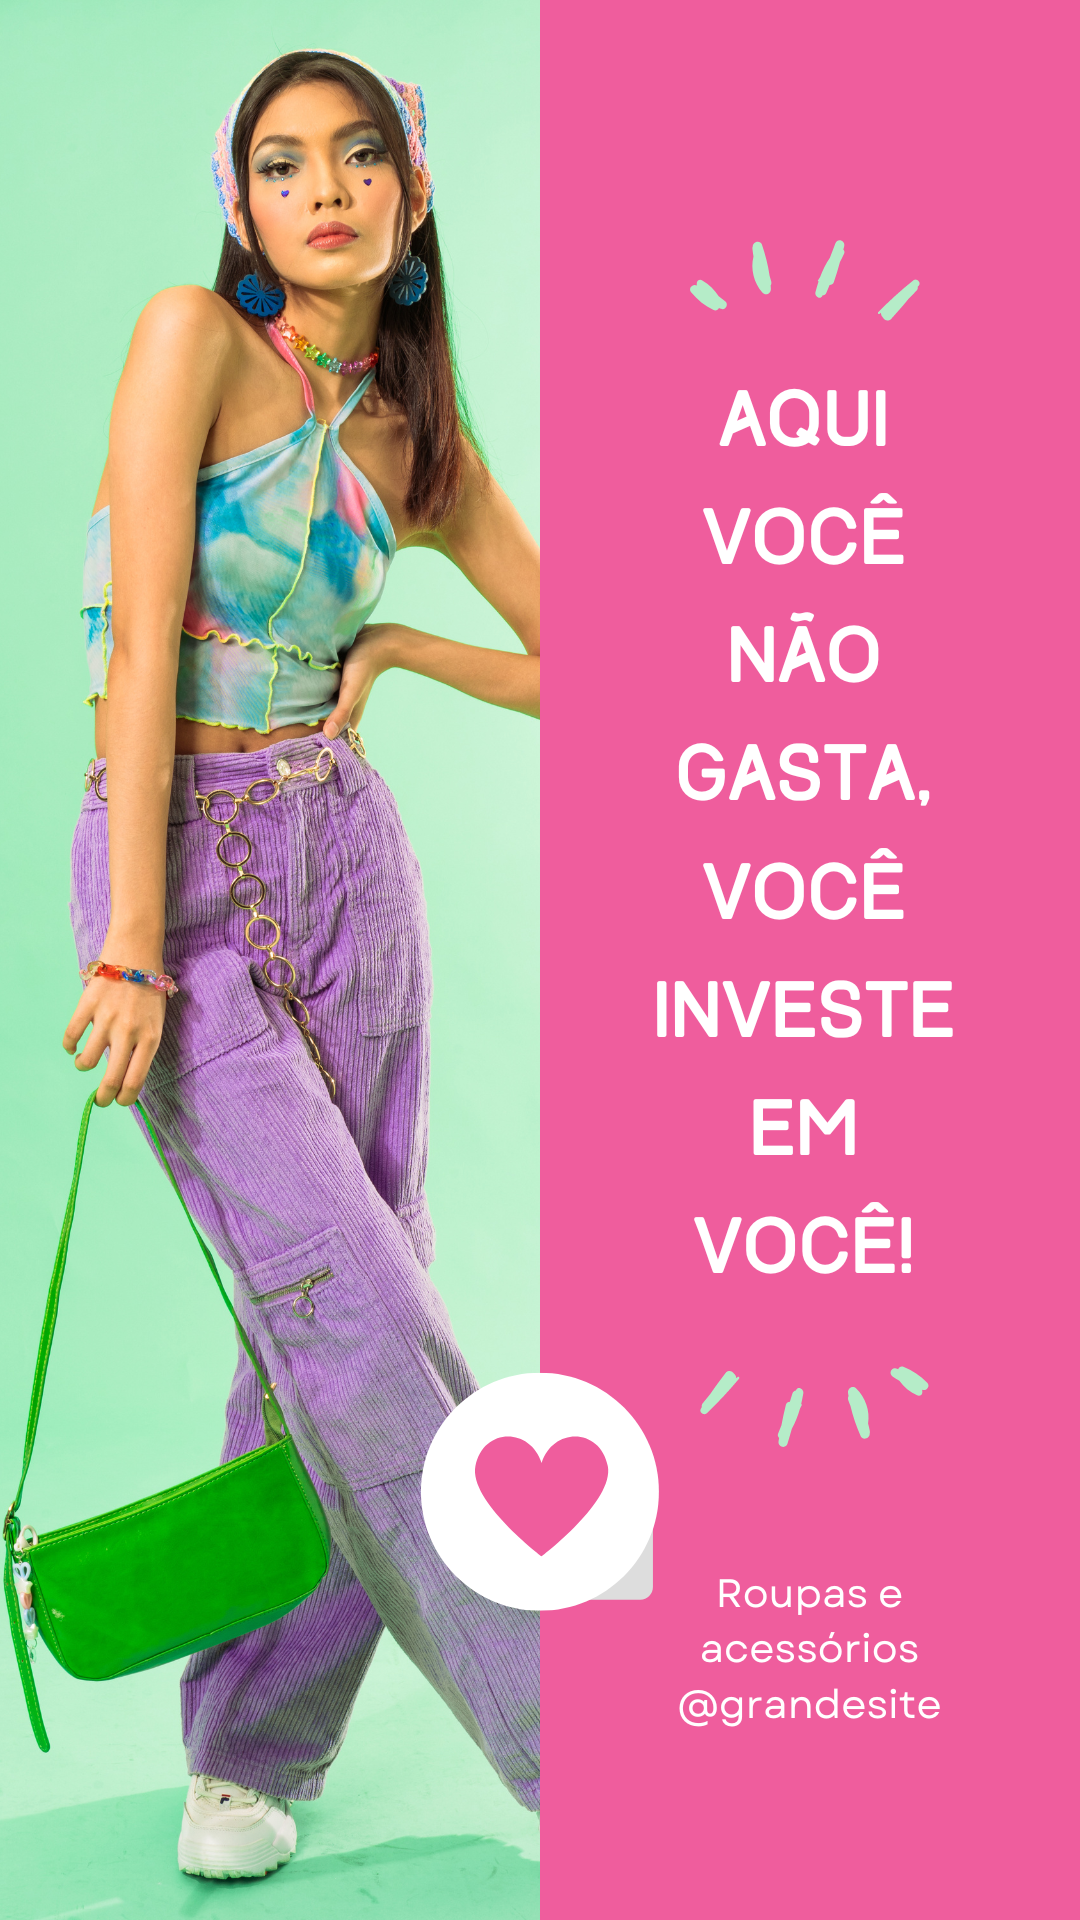 AQUI
VOCÊ
NÃO
GASTA,
VOCÊ
INVESTE
EM
VOCÊ!
Roupas e
acessórios
@grandesite